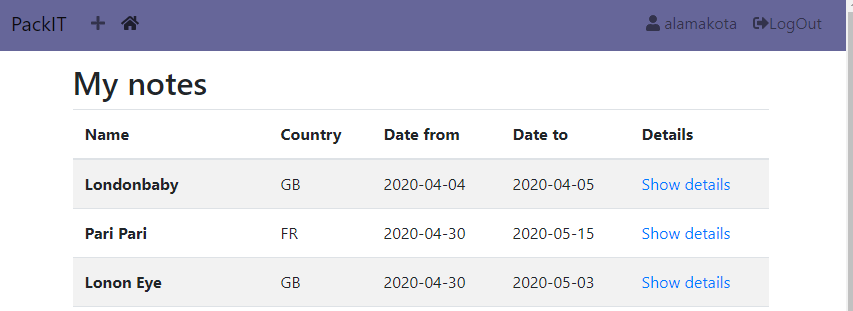 PackIT alamakota LogOut
My notes
Name Country Date from Date to Details
Londonbaby GB 2020-04-04 2020-04-05 Show details
Pari Pari FR 2020-04-30 2020-05-15 Show details
Lonon Eye GB 2020-04-30 2020-05-03 Show details